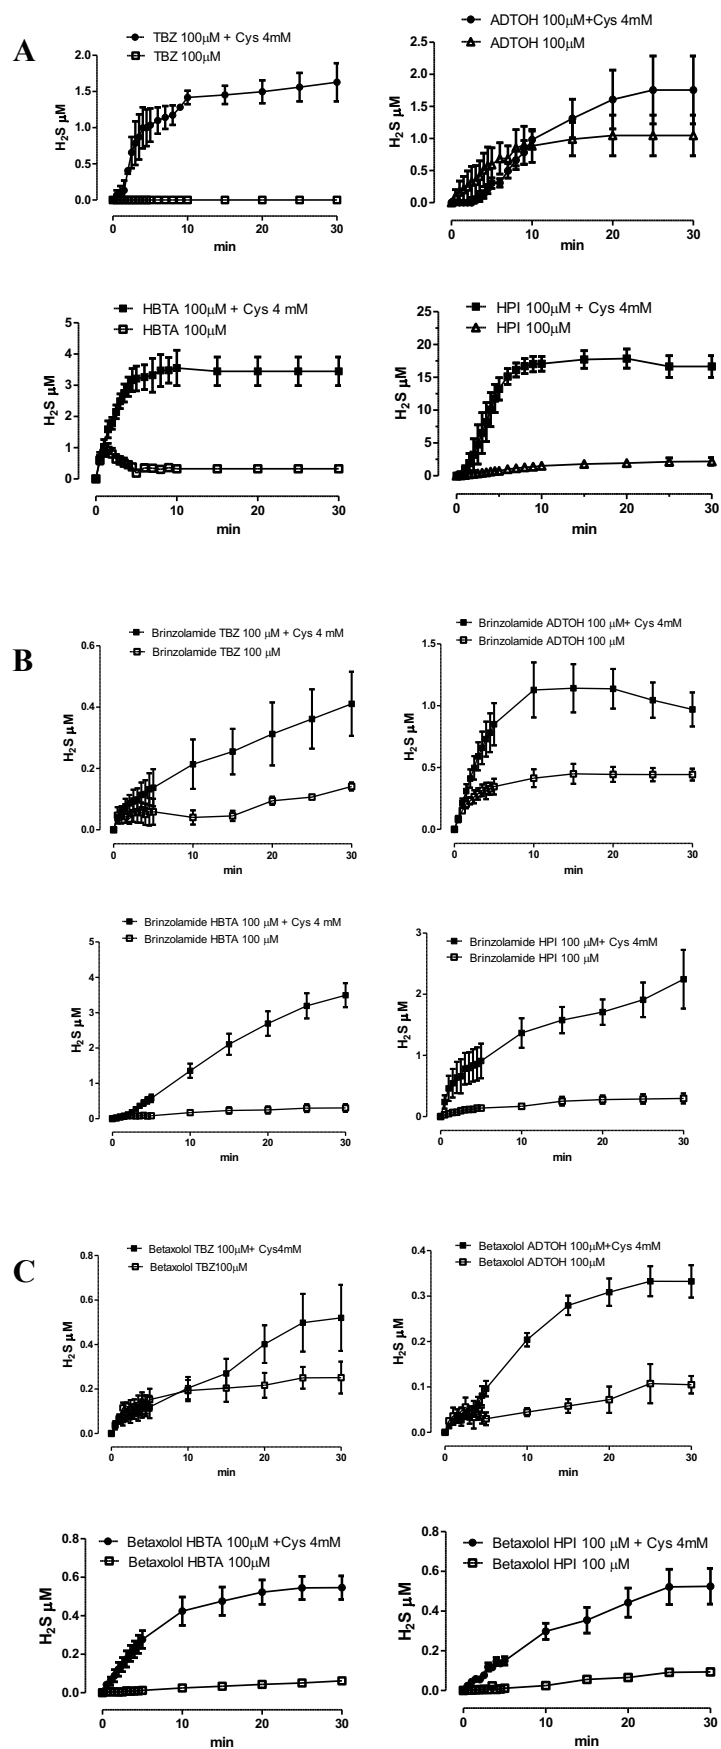 A
TBZ 100μM + Cys 4mM
TBZ 100μM
H2S μM
2.0
1.5
1.0
0.5
0.0
0 10 20 30
min
ADTOH 100μM+Cys 4mM
ADTOH 100μM
H2S μM
2.5
2.0
1.5
1.0
0.5
0.0
0 10 20 30
min
HBTA 100μM + Cys 4 mM
HBTA 100μM
H2S μM
5
4
3
2
1
0
0 10 20 30
min
HPI 100μM + Cys 4mM
HPI 100μM
H2S μM
25
20
15
10
5
0
0 10 20 30
min
B
Brinzolamide TBZ 100 μM + Cys 4 mM
Brinzolamide TBZ 100 μM
H2S μM
0.6
0.4
0.2
0.0
0 10 20 30
min
Brinzolamide ADTOH 100 μM+ Cys 4mM
Brinzolamide ADTOH 100 μM
H2S μM
1.5
1.0
0.5
0.0
0 10 20 30
min
Brinzolamide HBTA 100 μM + Cys 4 mM
Brinzolamide HBTA 100 μM
H2S μM
5
4
3
2
1
0
0 10 20 30
min
Brinzolamide HPI 100 μM+ Cys 4mM
Brinzolamide HPI 100 μM
H2S μM
3
2
1
0
0 10 20 30
min
C
Betaxolol TBZ 100μM+ Cys4mM
Betaxolol TBZ100μM
H2S μM
0.8
0.6
0.4
0.2
0.0
0 10 20 30
min
Betaxolol ADTOH 100μM+Cys 4mM
Betaxolol ADTOH 100μM
H2S μM
0.4
0.3
0.2
0.1
0.0
0 10 20 30
min
Betaxolol HBTA 100μM +Cys 4mM
Betaxolol HBTA 100μM
H2S μM
0.8
0.6
0.4
0.2
0.0
0 10 20 30
min
Betaxolol HPI 100 μM + Cys 4mM
Betaxolol HPI 100 μM
H2S μM
0.8
0.6
0.4
0.2
0.0
0 10 20 30
min